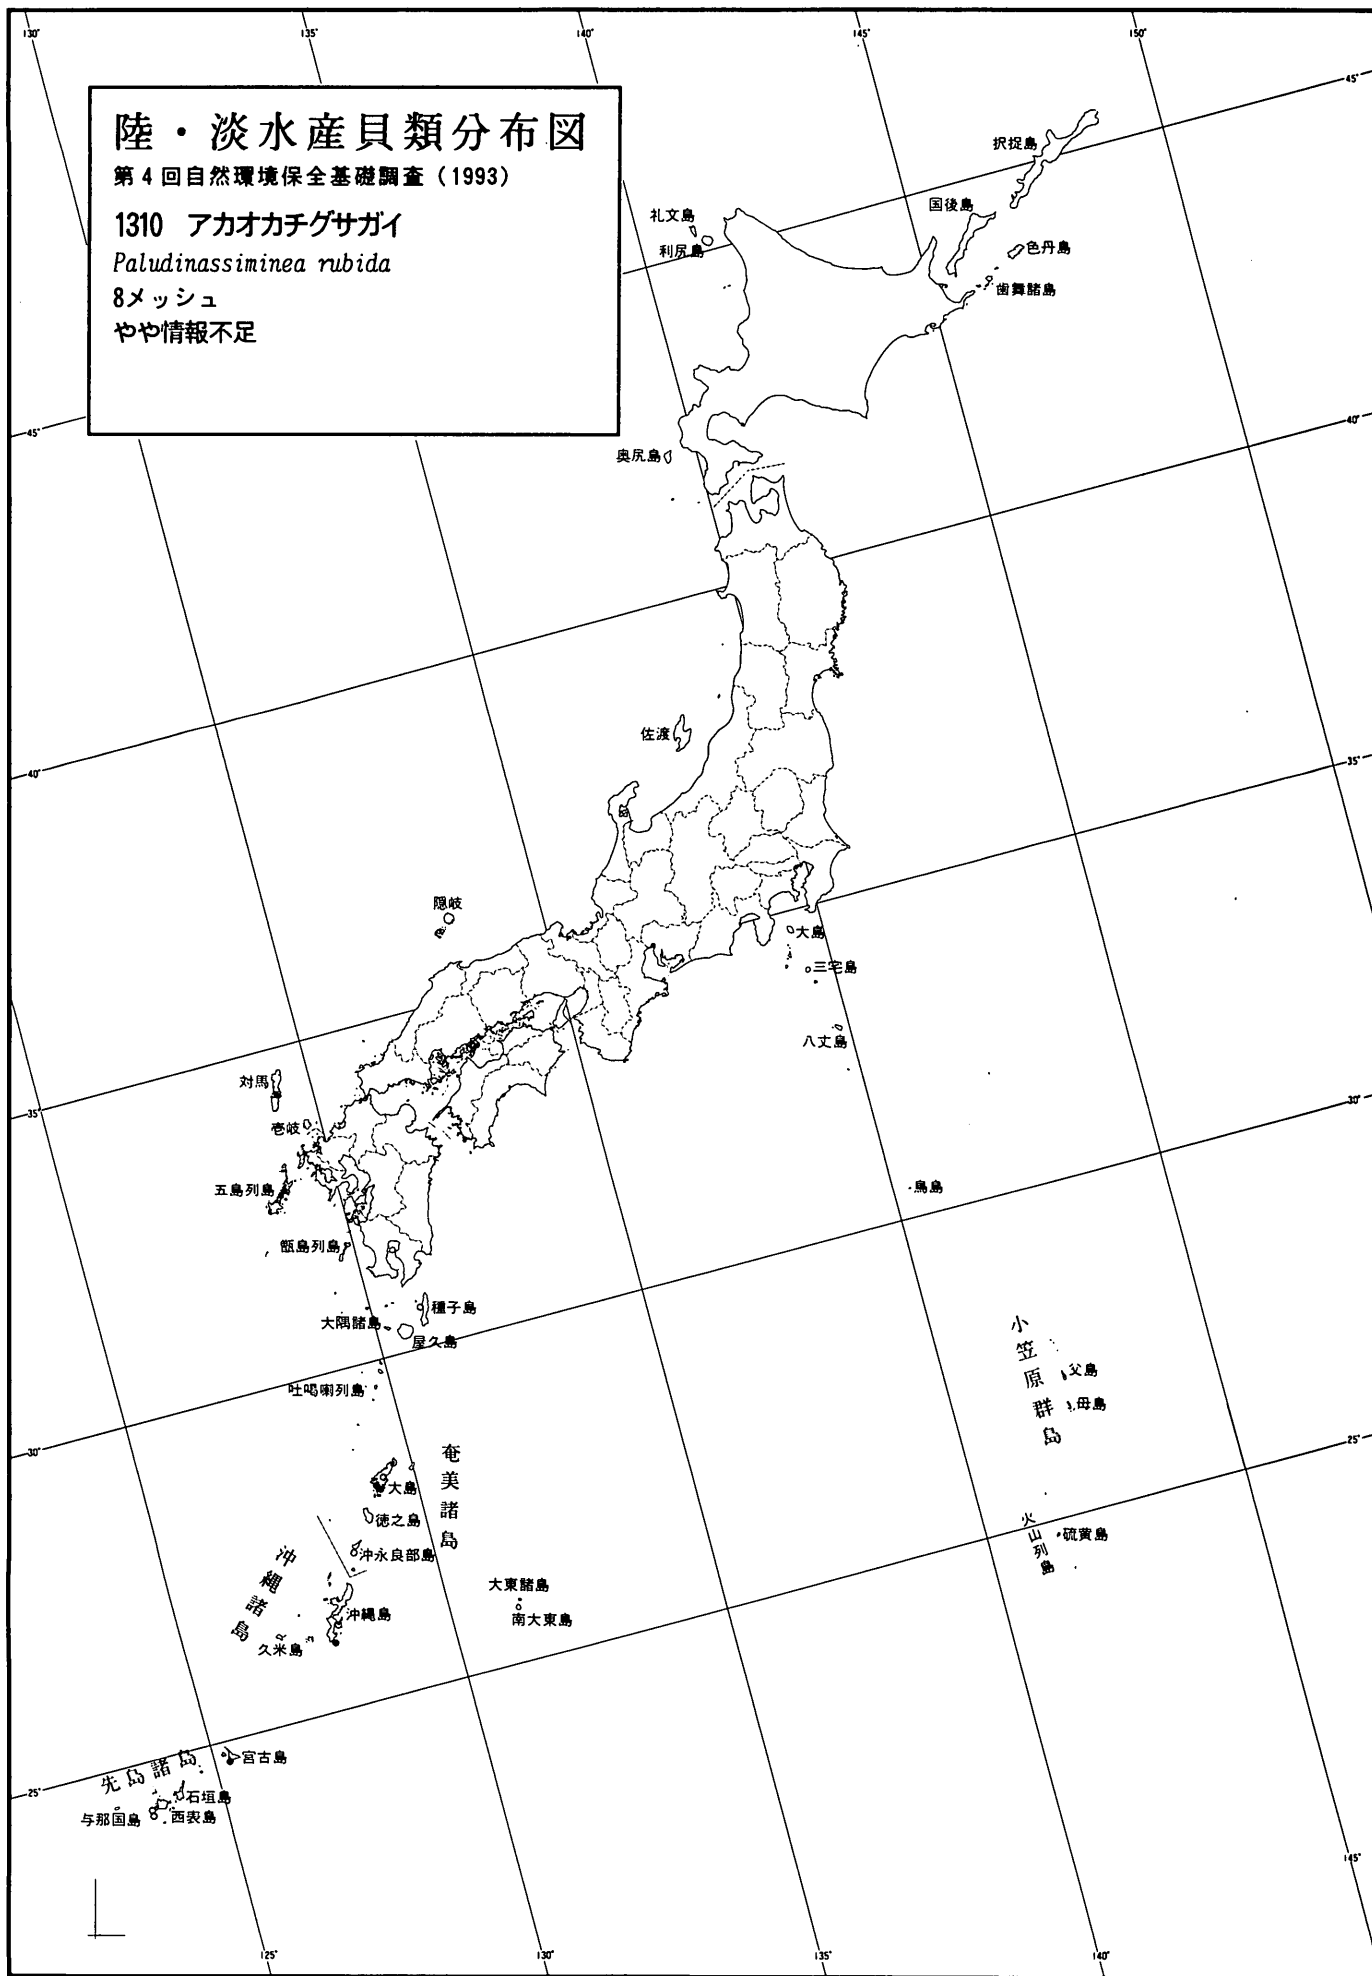 130°
135°
140°
145°
150°
陸・淡水産貝類分布図
第4回自然環境保全基礎調査（1993）
1310 アカオカチグサガイ
Paludinassiminea rubida
8メッシュ
やや情報不足
45°
択捉島
国後島
礼文島
利尻島
色丹島
歯舞諸島
40°
45°
奥尻島
佐渡
35°
40°
隠岐
大島
三宅島
八丈島
対馬
35°
壱岐
30°
五島列島
鳥島
甑島列島
種子島
大隅諸島
屋久島
小笠原群島
父島
吐噶喇列島
母島
25°
30°
奄美諸島
大島
徳之島
火山列島
硫黄島
沖永良部島
沖縄諸島
大東諸島
沖縄島
南大東島
久米島
宮古島
先島諸島
25°
石垣島
与那国島
西表島
145°
125°
130°
135°
140°